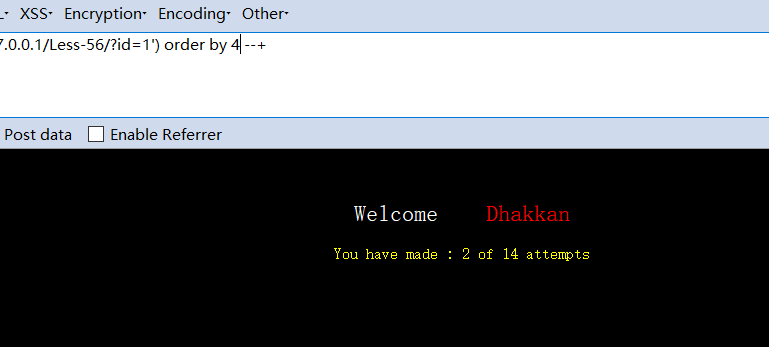 XSS· Encryption· Encoding· Other·
7.0.0.1/Less-56/?id=1') order by 4 --+
Post data Enable Referrer
Welcome Dhakkan
You have made : 2 of 14 attempts